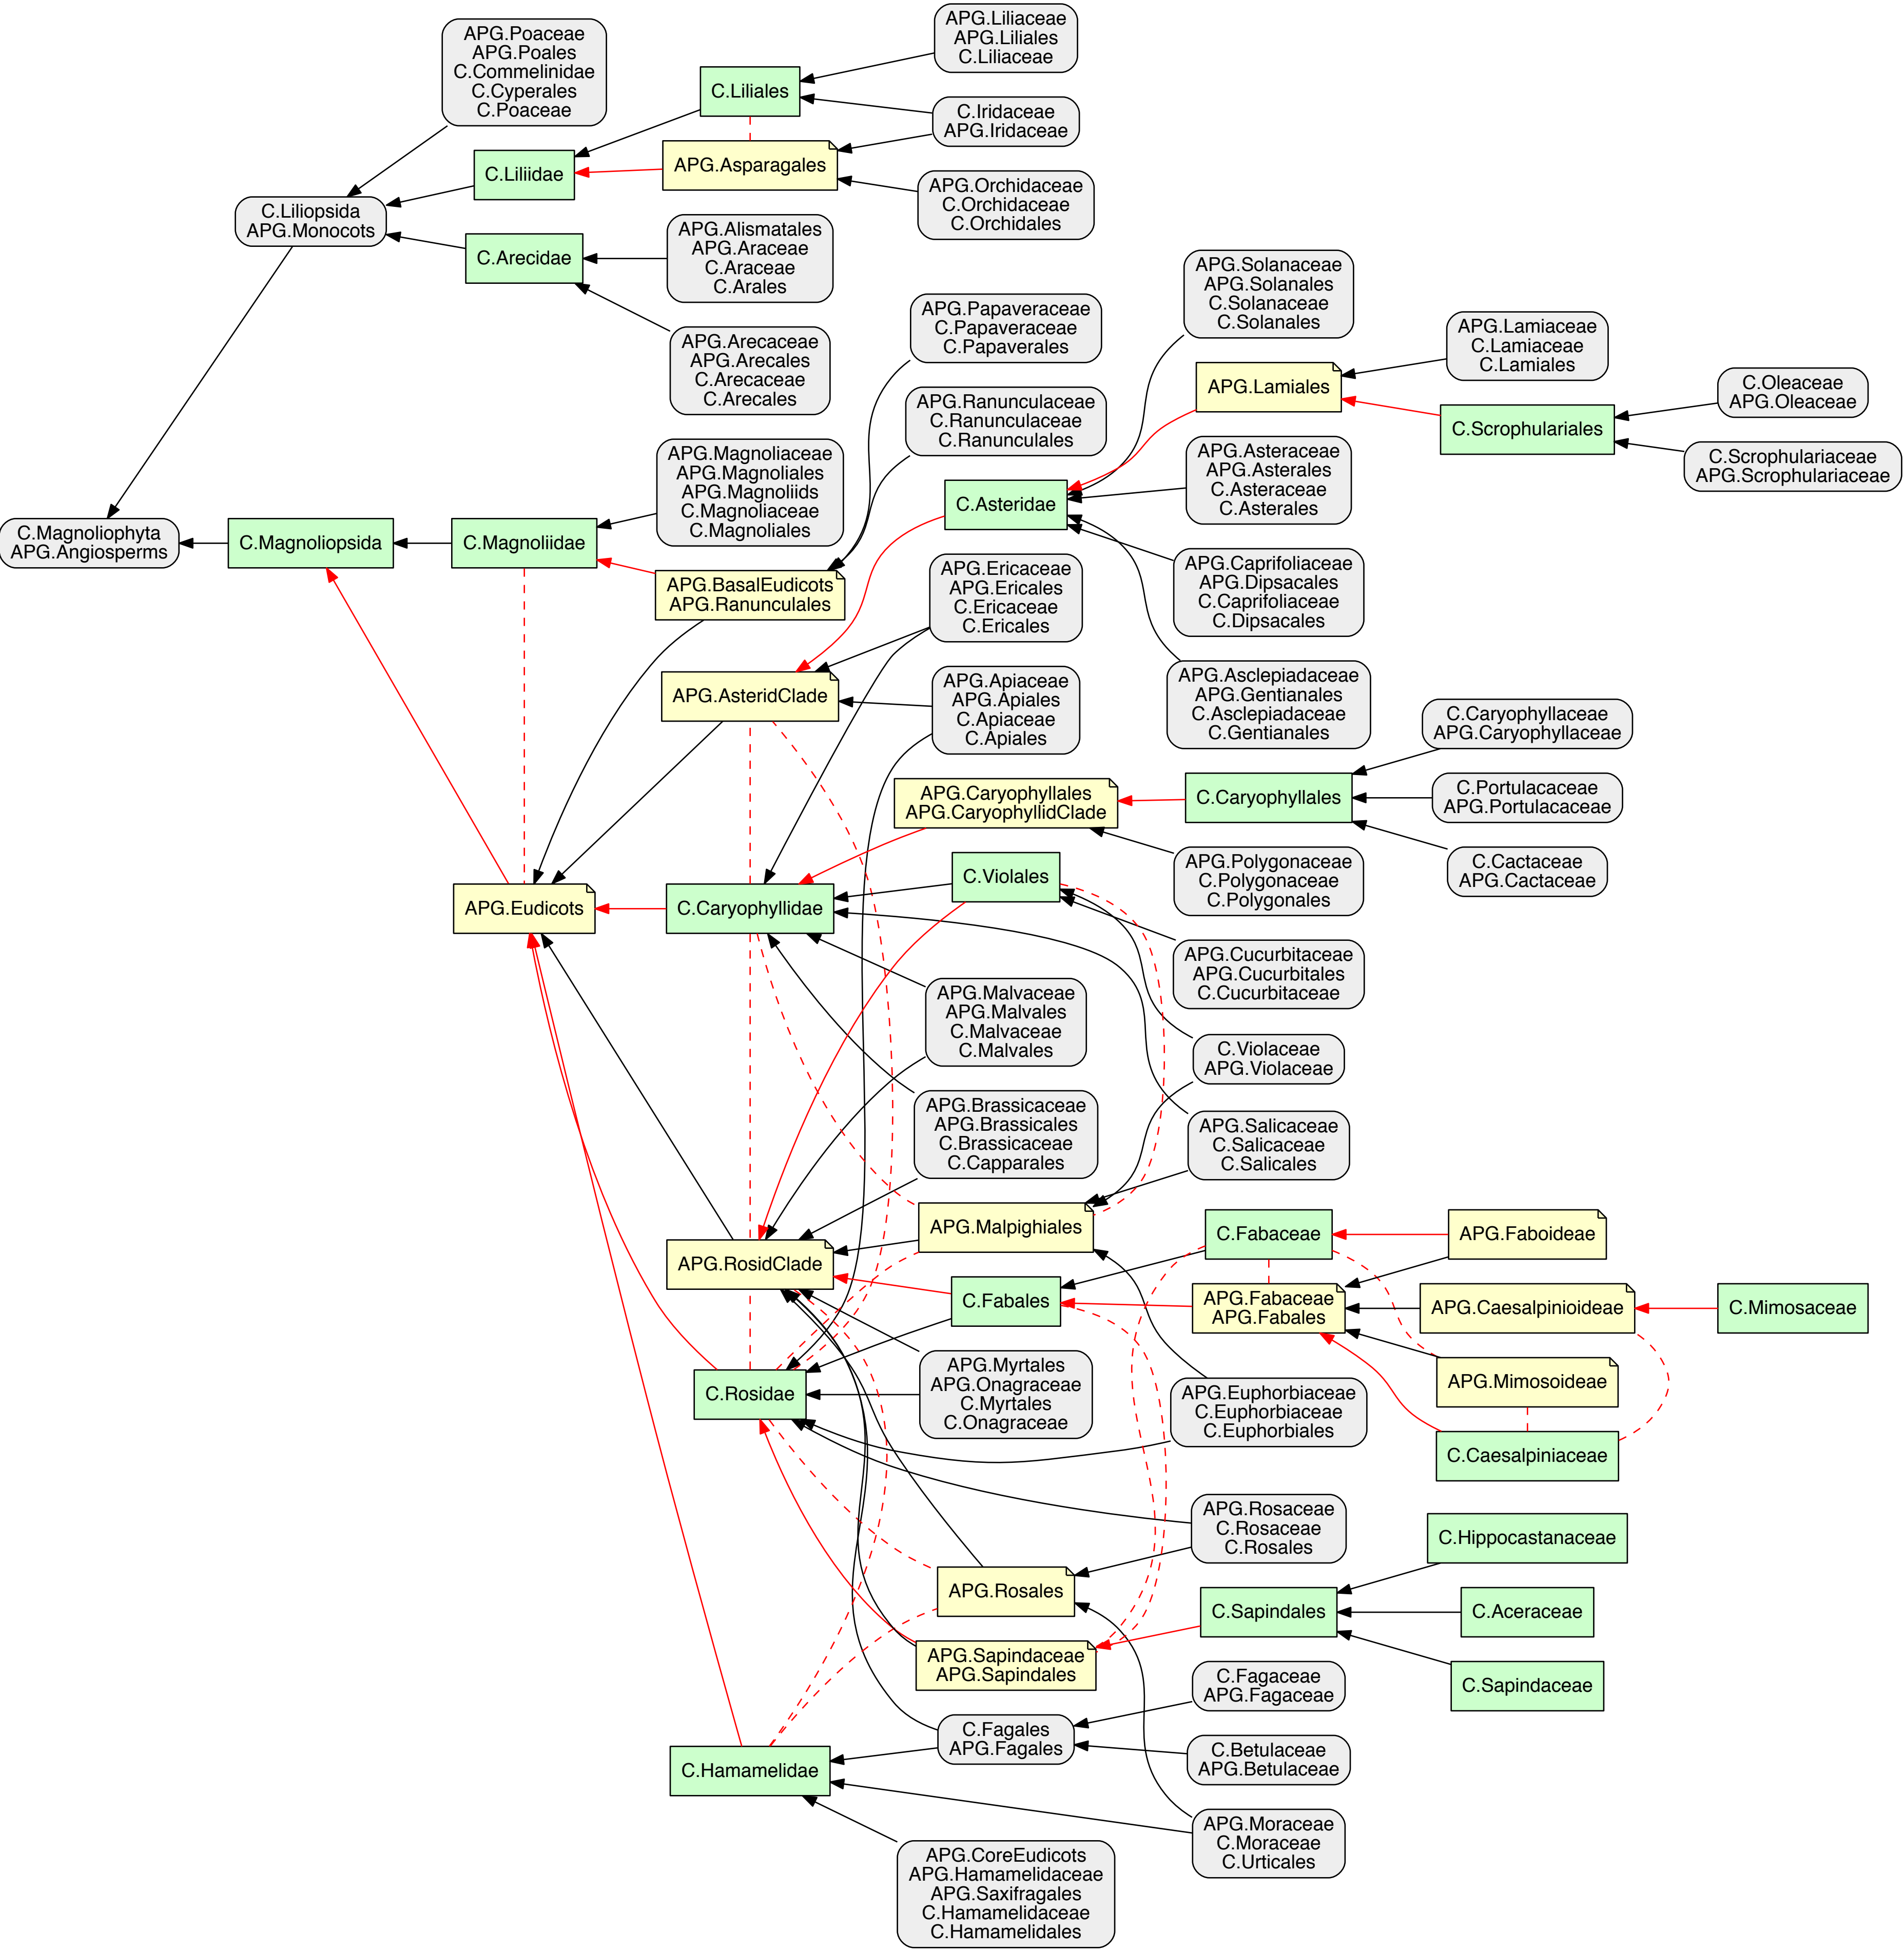 APG.Poaceae
APG.Poales
C.Commelinidae
C.Cyperales
C.Poaceae
C.Liliales
APG.Liliaceae
APG.Liliales
C.Liliaceae
C.Iridaceae
APG.Iridaceae
C.Liliidae
APG.Asparagales
APG.Orchidaceae
C.Orchidaceae
C.Orchidales
C.Liliopsida
APG.Monocots
C.Arecidae
APG.Alismatales
APG.Araceae
C.Araceae
C.Arales
APG.Arecaceae
APG.Arecales
C.Arecaceae
C.Arecales
APG.Papaveraceae
C.Papaveraceae
C.Papaverales
APG.Solanaceae
APG.Solanales
C.Solanaceae
C.Solanales
APG.Lamiaceae
C.Lamiaceae
C.Lamiales
APG.Lamiales
C.Oleaceae
APG.Oleaceae
APG.Ranunculaceae
C.Ranunculaceae
C.Ranunculales
C.Scrophulariales
C.Scrophulariaceae
APG.Scrophulariaceae
APG.Magnoliaceae
APG.Magnoliales
APG.Magnoliids
C.Magnoliaceae
C.Magnoliales
APG.Asteraceae
APG.Asterales
C.Asteraceae
C.Asterales
C.Asteridae
C.Magnoliophyta
APG.Angiosperms
C.Magnoliopsida
C.Magnoliidae
APG.BasalEudicots
APG.Ranunculales
APG.Ericaceae
APG.Ericales
C.Ericaceae
C.Ericales
APG.Caprifoliaceae
APG.Dipsacales
C.Caprifoliaceae
C.Dipsacales
APG.AsteridClade
APG.Apiaceae
APG.Apiales
C.Apiaceae
C.Apiales
APG.Asclepiadaceae
APG.Gentianales
C.Asclepiadaceae
C.Gentianales
C.Caryophyllaceae
APG.Caryophyllaceae
APG.Caryophyllales
APG.CaryophyllidClade
C.Caryophyllales
C.Portulacaceae
APG.Portulacaceae
C.Cactaceae
APG.Cactaceae
APG.Polygonaceae
C.Polygonaceae
C.Polygonales
C.Violales
APG.Eudicots
C.Caryophyllidae
APG.Cucurbitaceae
APG.Cucurbitales
C.Cucurbitaceae
APG.Malvaceae
APG.Malvales
C.Malvaceae
C.Malvales
C.Violaceae
APG.Violaceae
APG.Brassicaceae
APG.Brassicales
C.Brassicaceae
C.Capparales
APG.Salicaceae
C.Salicaceae
C.Salicales
APG.Malpighiales
C.Fabaceae
APG.Faboideae
APG.RosidClade
C.Fabales
APG.Fabaceae
APG.Fabales
APG.Caesalpinioideae
C.Mimosaceae
C.Rosidae
APG.Myrtales
APG.Onagraceae
C.Myrtales
C.Onagraceae
APG.Euphorbiaceae
C.Euphorbiaceae
C.Euphorbiales
APG.Mimosoideae
C.Caesalpiniaceae
APG.Rosaceae
C.Rosaceae
C.Rosales
C.Hippocastanaceae
APG.Rosales
C.Sapindales
C.Aceraceae
APG.Sapindaceae
APG.Sapindales
C.Sapindaceae
C.Fagaceae
APG.Fagaceae
C.Fagales
APG.Fagales
C.Betulaceae
APG.Betulaceae
C.Hamamelidae
APG.Moraceae
C.Moraceae
C.Urticales
APG.CoreEudicots
APG.Hamamelidaceae
APG.Saxifragales
C.Hamamelidaceae
C.Hamamelidales